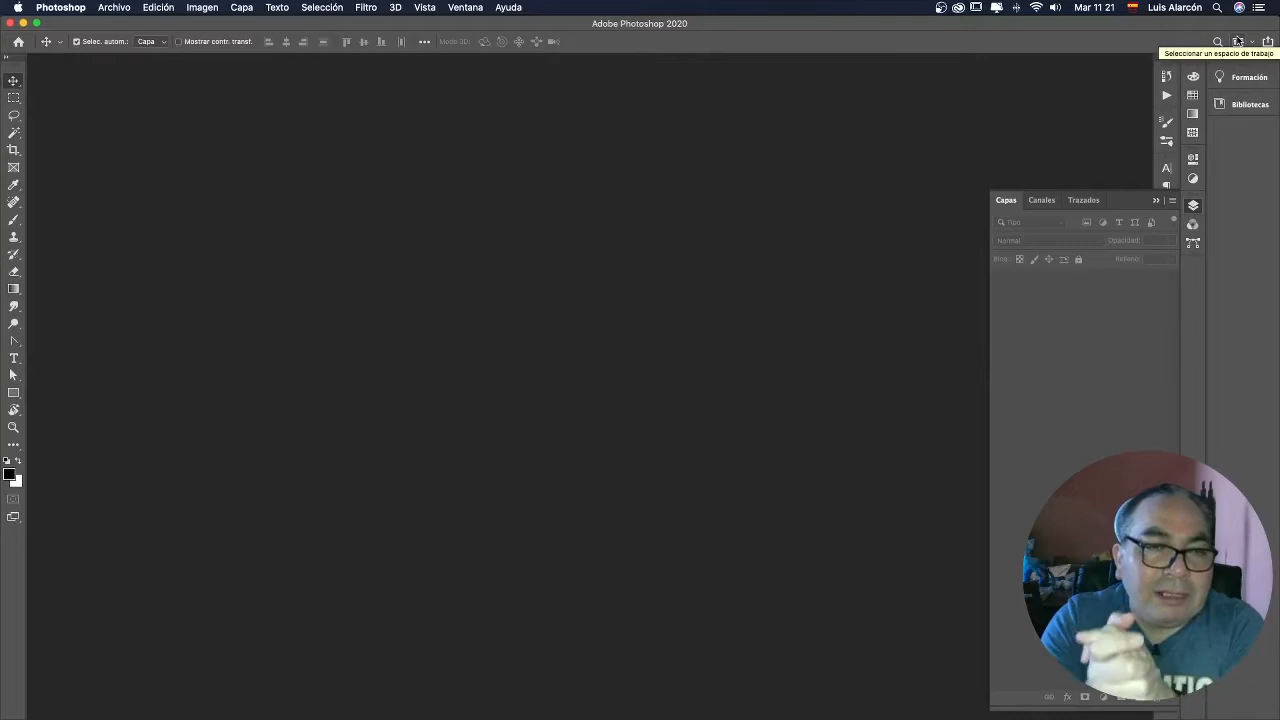 Photoshop Archivo Edición Imagen Capa Texto Selección Filtro 3D Vista Ventana Ayuda Mar 11 21 Luis Alarcón
Adobe Photoshop 2020
Selec. autom.: Capa Mostrar contr. transf. Modo 3D:
Seleccionar un espacio de trabajo
Formación
Bibliotecas
Capas Canales Trazados
Tipo
Normal Opacidad:
Bloq.: Relleno: